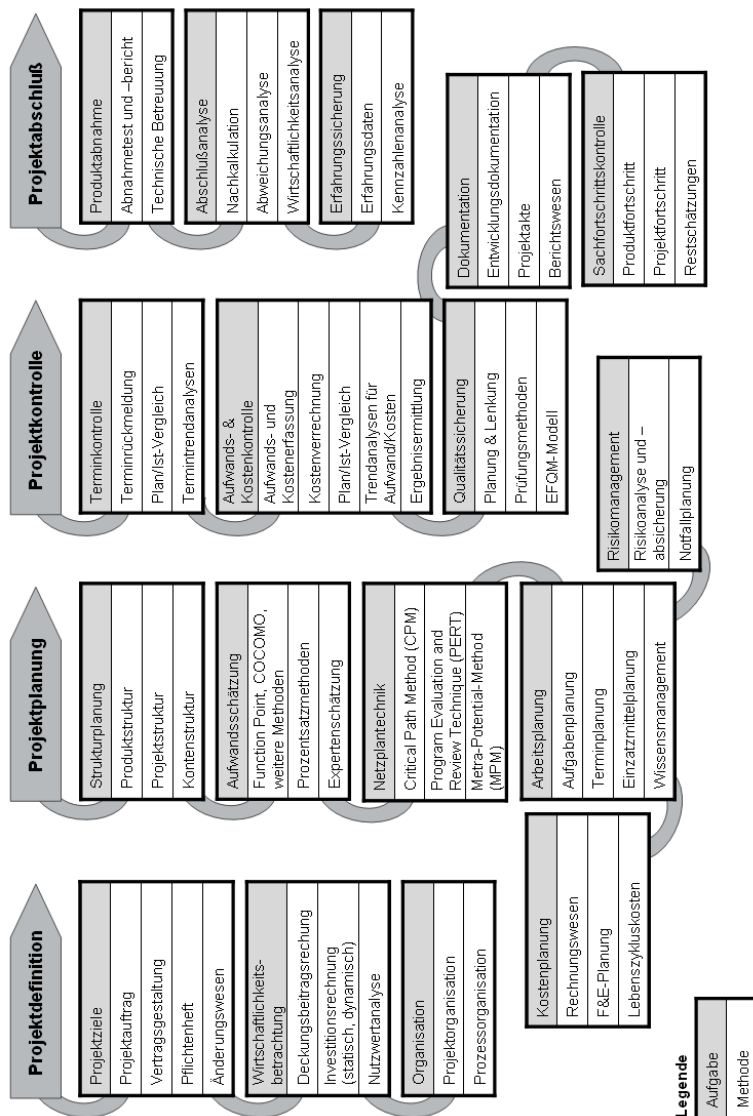 Projektdefinition
Projektziele
Projektauftrag
Vertragsgestaltung
Pflichtenheft
Änderungswesen
Wirtschaftlichkeits-
betrachtung
Deckungsbeitragsrechung
Investitionsrechnung
(statisch, dynamisch)
Nutzwertanalyse
Organisation
Projektorganisation
Prozessorganisation
Projektplanung
Strukturplanung
Produktstruktur
Projektstruktur
Kontenstruktur
Aufwandsschätzung
Function Point, COCOMO,
weitere Methoden
Prozentsatzmethoden
Expertenschätzung
Netzplantechnik
Critical Path Method (CPM)
Program Evaluation and
Review Technique (PERT)
Metra-Potential-Method
(MPM)
Arbeitsplanung
Aufgabenplanung
Terminplanung
Einzatzmittelplanung
Wissensmanagement
Kostenplanung
Rechnungswesen
F&E-Planung
Lebenszykluskosten
Risikomanagement
Risikoanalyse und –
absicherung
Notfallplanung
Projektkontrolle
Terminkontrolle
Terminrückmeldung
Plan/Ist-Vergleich
Termintrendanalysen
Aufwands- &
Kostenkontrolle
Aufwands- und
Kostenerfassung
Kostenverrechnung
Plan/Ist-Vergleich
Trendanalysen für
Aufwand/Kosten
Ergebnisermittlung
Qualitätssicherung
Planung & Lenkung
Prüfungsmethoden
EFQM-Modell
Dokumentation
Entwicklungsdokumentation
Projektakte
Berichtswesen
Sachfortschrittskontrolle
Produktfortschritt
Projektfortschritt
Restschätzungen
Projektabschluß
Produktabnahme
Abnahmetest und –bericht
Technische Betreuuung
Abschlußanalyse
Nachkalkulation
Abweichungsanalyse
Wirtschaftlichkeitsanalyse
Erfahrungssicherung
Erfahrungsdaten
Kennzahlenanalyse
Legende
Aufgabe
Methode